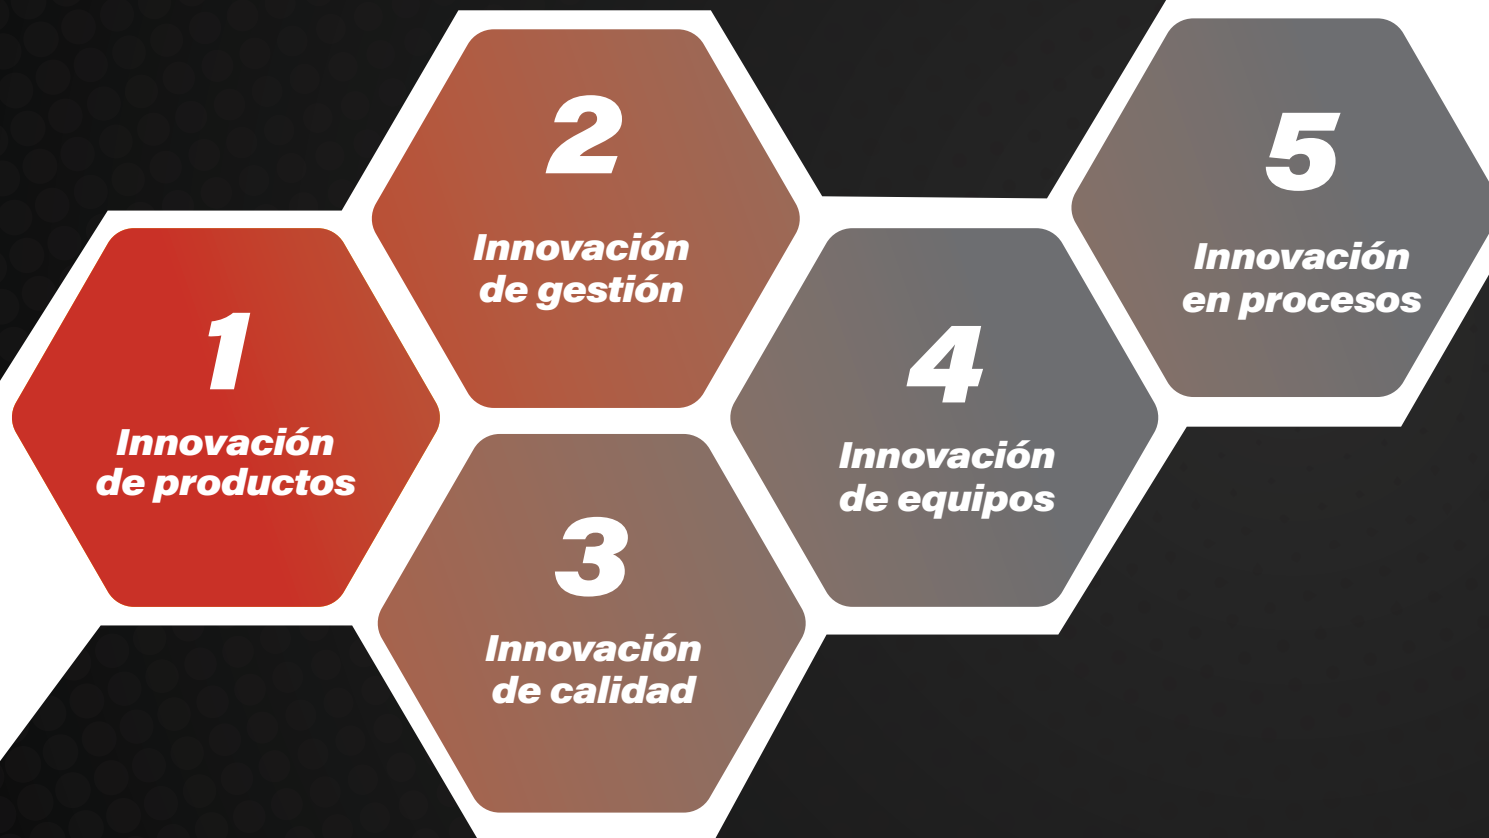 1
Innovación
de productos
2
Innovación
de gestión
3
Innovación
de calidad
4
Innovación
de equipos
5
Innovación
en procesos